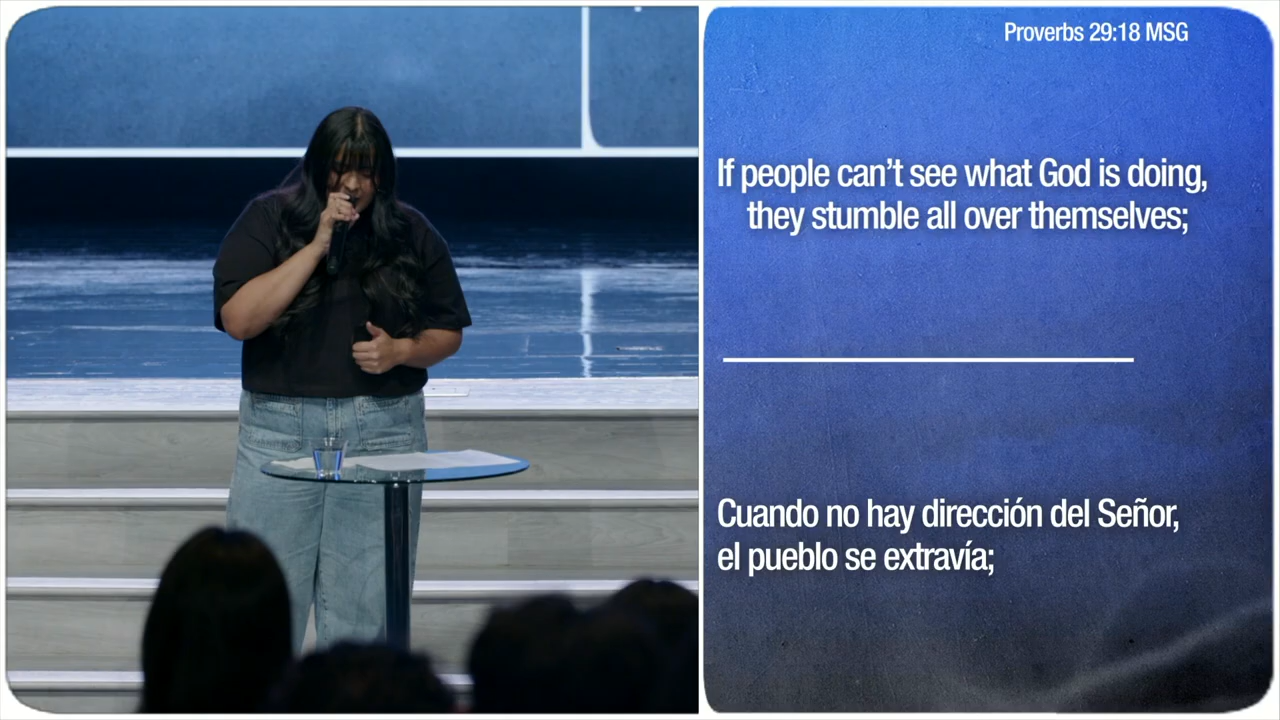 Proverbs 29:18 MSG
If people can’t see what God is doing,
they stumble all over themselves;
Cuando no hay dirección del Señor,
el pueblo se extravía;